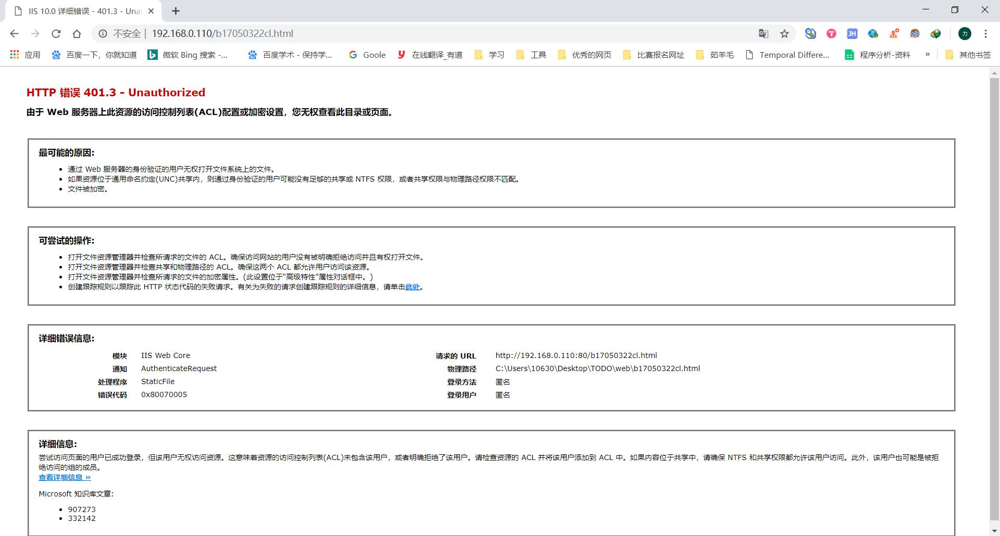 IIS 10.0 详细错误 - 401.3 - Una
不安全 | 192.168.0.110/b17050322cl.html
应用 百度一下，你就知道 微软 Bing 搜索 -... 百度学术 - 保持学... Goole 在线翻译_有道 学习 工具 优秀的网页 比赛报名网址 茹羊毛 Temporal Differe... 程序分析-资料 » 其他书签
HTTP 错误 401.3 - Unauthorized
由于 Web 服务器上此资源的访问控制列表(ACL)配置或加密设置，您无权查看此目录或页面。
最可能的原因:
• 通过 Web 服务器的身份验证的用户无权打开文件系统上的文件。
• 如果资源位于通用命名约定(UNC)共享内，则通过身份验证的用户可能没有足够的共享或 NTFS 权限，或者共享权限与物理路径权限不匹配。
• 文件被加密。
可尝试的操作:
• 打开文件资源管理器并检查所请求的文件的 ACL。确保访问网站的用户没有被明确拒绝访问并且有权打开文件。
• 打开文件资源管理器并检查共享和物理路径的 ACL。确保这两个 ACL 都允许用户访问该资源。
• 打开文件资源管理器并检查所请求的文件的加密属性。(此设置位于“高级特性”属性对话框中。)
• 创建跟踪规则以跟踪此 HTTP 状态代码的失败请求。有关为失败的请求创建跟踪规则的详细信息，请单击此处。
详细错误信息:
模块 IIS Web Core 请求的 URL http://192.168.0.110:80/b17050322cl.html
通知 AuthenticateRequest 物理路径 C:\Users\10630\Desktop\TODO\web\b17050322cl.html
处理程序 StaticFile 登录方法 匿名
错误代码 0x80070005 登录用户 匿名
详细信息:
尝试访问页面的用户已成功登录，但该用户无权访问资源。这意味着资源的访问控制列表(ACL)未包含该用户，或者明确拒绝了该用户。请检查资源的 ACL 并将该用户添加到 ACL 中。如果内容位于共享中，请确保 NTFS 和共享权限都允许该用户访问。此外，该用户也可能是被拒
绝访问的组的成员。
查看详细信息 »
Microsoft 知识库文章:
• 907273
• 332142